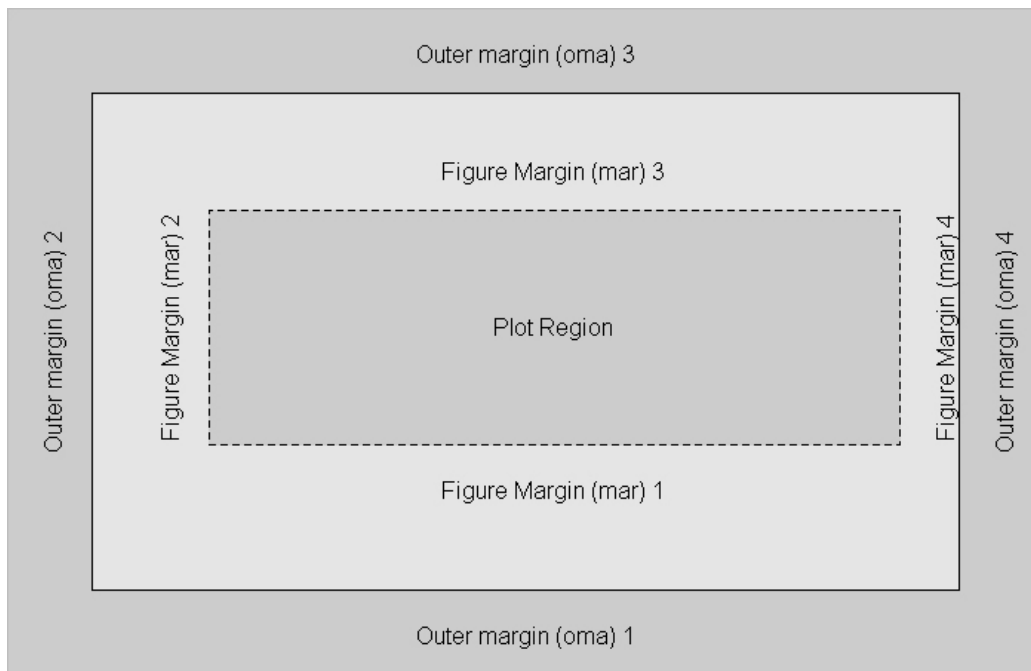 Outer margin (oma) 3
Figure Margin (mar) 3
Outer margin (oma) 2
Figure Margin (mar) 2
Plot Region
Figure Margin (mar) 4
Outer margin (oma) 4
Figure Margin (mar) 1
Outer margin (oma) 1